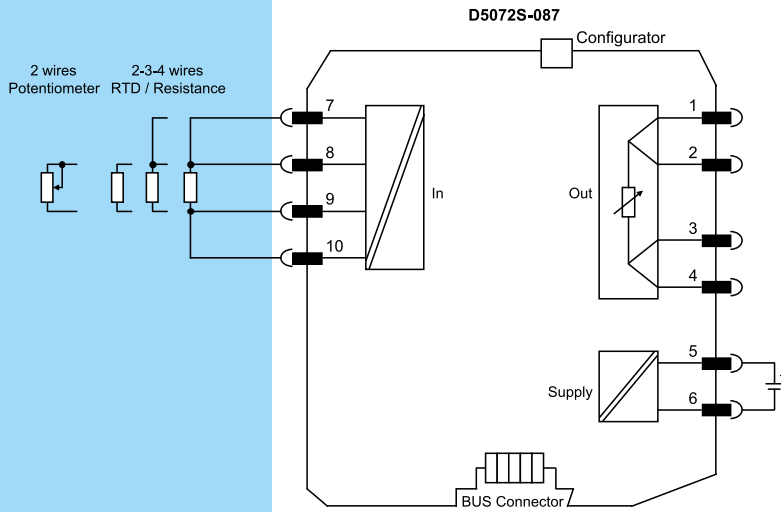 D5072S-087
Configurator
2 wires
Potentiometer
2-3-4 wires
RTD / Resistance
7
8
9
10
In
Out
1
2
3
4
Supply
5
6
BUS Connector